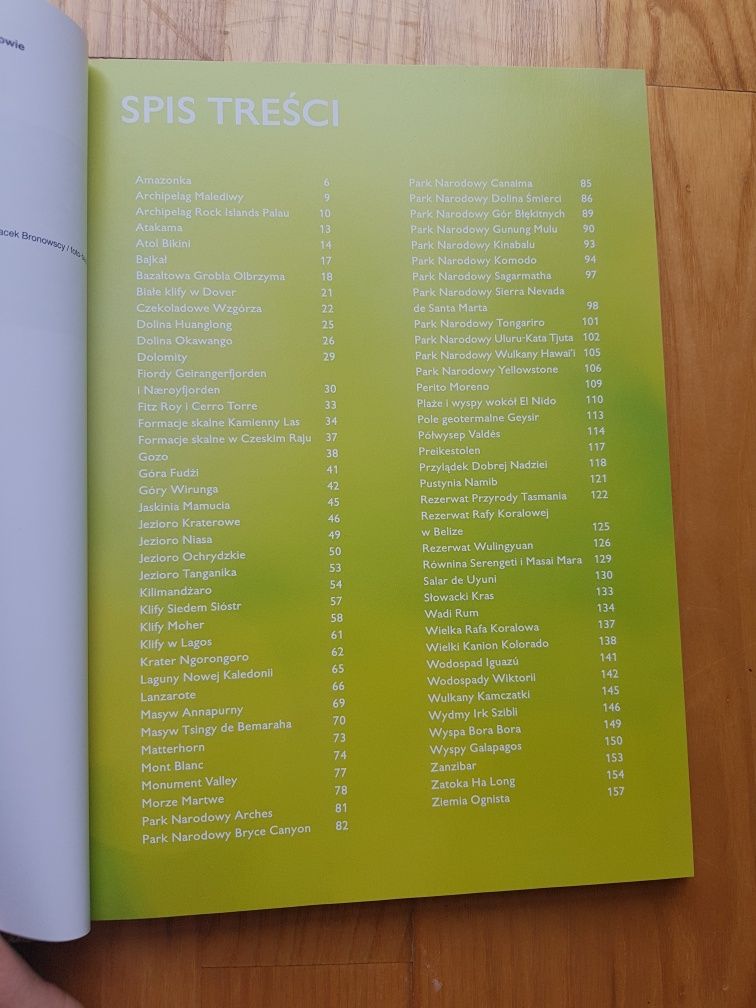 owie
acek Bronowscy / foto-
SPIS TREŚCI
Amazonka 6
Archipelag Malediwy 9
Archipelag Rock Islands Palau 10
Atakama 13
Atol Bikini 14
Bajkał 17
Bazaltowa Grobla Olbrzyma 18
Białe klify w Dover 21
Czekoladowe Wzgórza 22
Dolina Huanglong 25
Dolina Okawango 26
Dolomity 29
Fiordy Geirangerfjorden
i Nærøyfjorden 30
Fitz Roy i Cerro Torre 33
Formacje skalne Kamienny Las 34
Formacje skalne w Czeskim Raju 37
Gozo 38
Góra Fudżi 41
Góry Wirunga 42
Jaskinia Mamucia 45
Jezioro Kraterowe 46
Jezioro Niasa 49
Jezioro Ochrydzkie 50
Jezioro Tanganika 53
Kilimandżaro 54
Klify Siedem Sióstr 57
Klify Moher 58
Klify w Lagos 61
Krater Ngorongoro 62
Laguny Nowej Kaledonii 65
Lanzarote 66
Masyw Annapurny 69
Masyw Tsingy de Bemaraha 70
Matterhorn 73
Mont Blanc 74
Monument Valley 77
Morze Martwe 78
Park Narodowy Arches 81
Park Narodowy Bryce Canyon 82
Park Narodowy Canaima 85
Park Narodowy Dolina Śmierci 86
Park Narodowy Gór Błękitnych 89
Park Narodowy Gunung Mulu 90
Park Narodowy Kinabalu 93
Park Narodowy Komodo 94
Park Narodowy Sagarmatha 97
Park Narodowy Sierra Nevada
de Santa Marta 98
Park Narodowy Tongariro 101
Park Narodowy Uluru-Kata Tjuta 102
Park Narodowy Wulkany Hawai'i 105
Park Narodowy Yellowstone 106
Perito Moreno 109
Plaże i wyspy wokół El Nido 110
Pole geotermalne Geysir 113
Półwysep Valdés 114
Preikestolen 117
Przylądek Dobrej Nadziei 118
Pustynia Namib 121
Rezerwat Przyrody Tasmania 122
Rezerwat Rafy Koralowej
w Belize 125
Rezerwat Wulingyuan 126
Równina Serengeti i Masai Mara 129
Salar de Uyuni 130
Słowacki Kras 133
Wadi Rum 134
Wielka Rafa Koralowa 137
Wielki Kanion Kolorado 138
Wodospad Iguazú 141
Wodospady Wiktorii 142
Wulkany Kamczatki 145
Wydmy Irk Szibli 146
Wyspa Bora Bora 149
Wyspy Galapagos 150
Zanzibar 153
Zatoka Ha Long 154
Ziemia Ognista 157